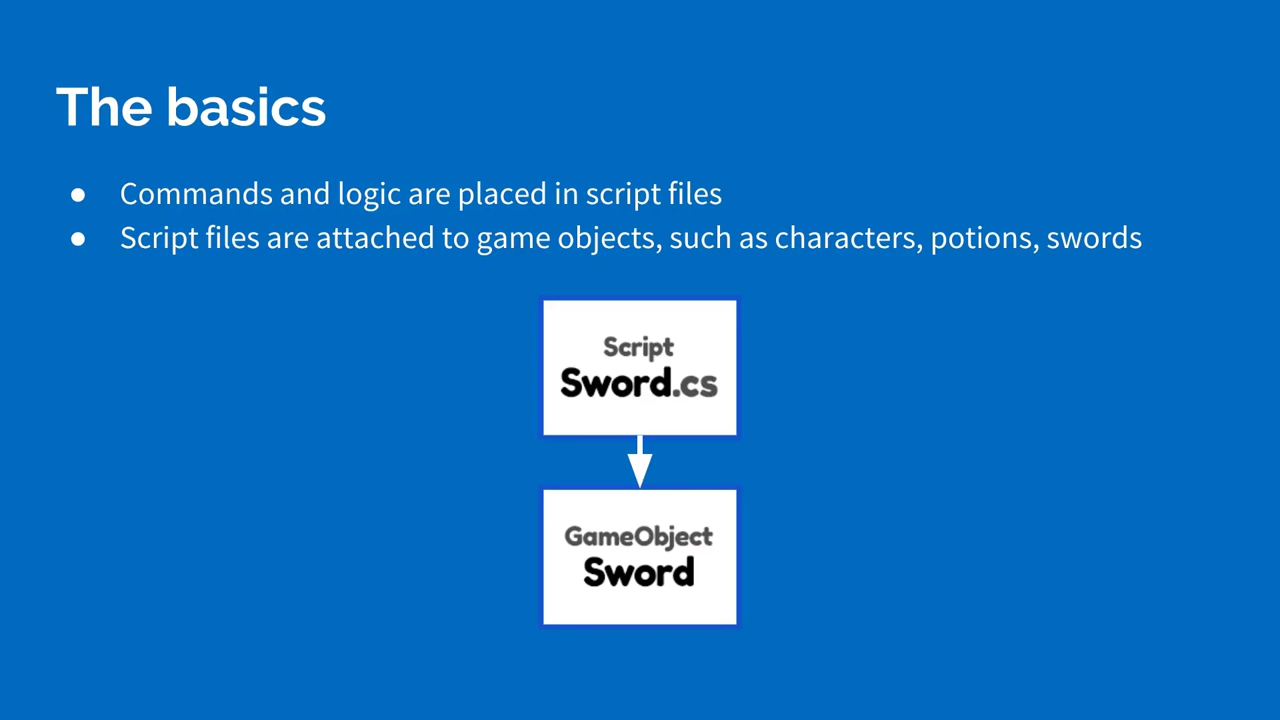 The basics
● Commands and logic are placed in script files
● Script files are attached to game objects, such as characters, potions, swords
Script
Sword.cs
GameObject
Sword